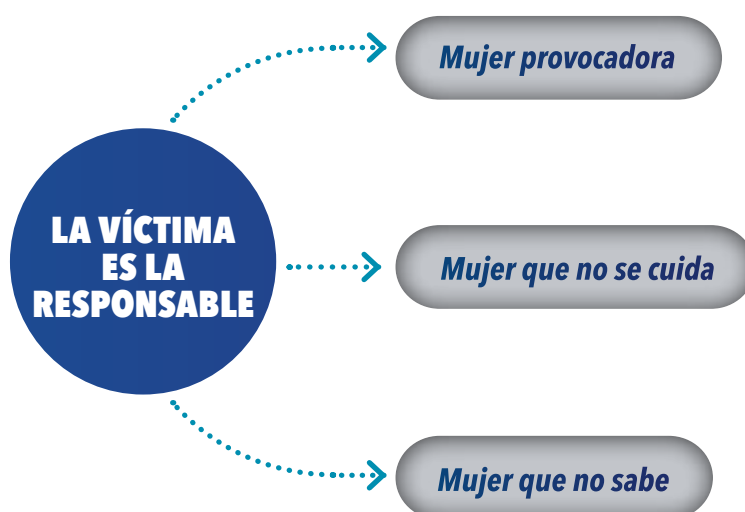 Mujer provocadora
LA VÍCTIMA
ES LA
RESPONSABLE
Mujer que no se cuida
Mujer que no sabe